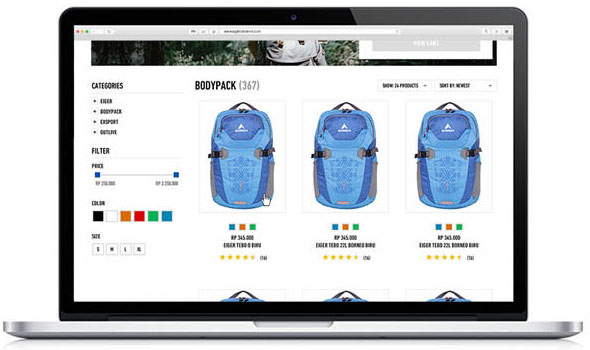 VIEW CART
CATEGORIES
+ EIGER
+ BODYPACK
+ EXSPORT
+ OUTLIVE
FILTER
PRICE
RP 250.000 RP 2.250.000
COLOR
SIZE
S M L XL
BODYPACK (367)
SHOW: 24 PRODUCTS SORT BY: NEWEST
RP 345.000 RP 345.000 RP 345.000
EIGER TEBO O BIRU EIGER TEBO 22L BORNEO BIRU EIGER TEBO 22L BORNEO BIRU
(16) (16) (16)